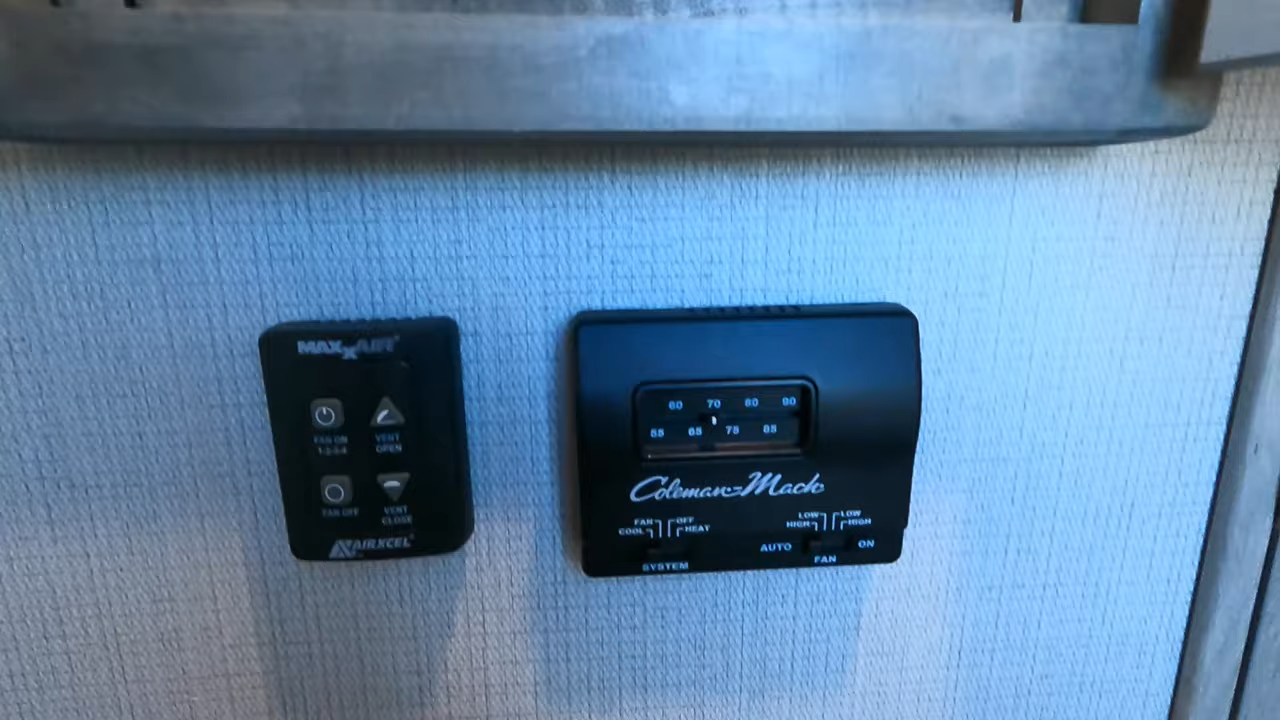 MAXXAIR
FAN ON
1-2-3-4
VENT
OPEN
FAN OFF
VENT
CLOSE
AIRXCEL
60 70 80 90
55 65 75 85
Coleman-Mach
FAN OFF
COOL HEAT
SYSTEM
LOW LOW
HIGH HIGH
AUTO ON
FAN